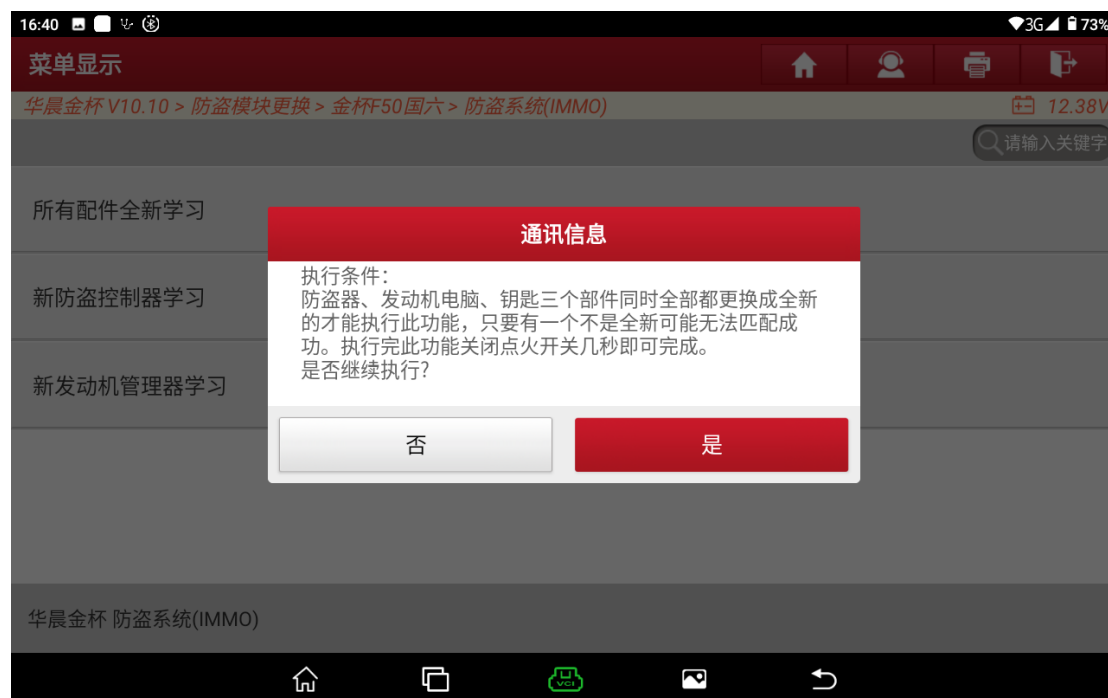 16:40
3G 73%
菜单显示
华晨金杯 V10.10 > 防盗模块更换 > 金杯F50国六 > 防盗系统(IMMO)
12.38V
请输入关键字
所有配件全新学习
新防盗控制器学习
新发动机管理器学习
通讯信息
执行条件：
防盗器、发动机电脑、钥匙三个部件同时全部都更换成全新
的才能执行此功能，只要有一个不是全新可能无法匹配成
功。执行完此功能关闭点火开关几秒即可完成。
是否继续执行?
否
是
华晨金杯 防盗系统(IMMO)
VCI